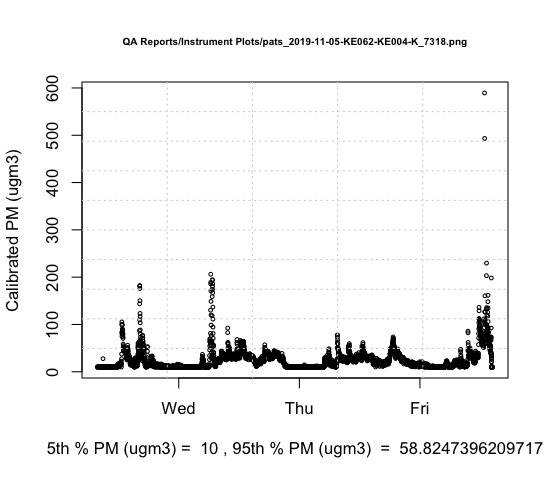 QA Reports/Instrument Plots/pats_2019-11-05-KE062-KE004-K_7318.png
Calibrated PM (ugm3)
600
500
400
300
200
100
0
Wed Thu Fri
5th % PM (ugm3) = 10 , 95th % PM (ugm3) = 58.8247396209717